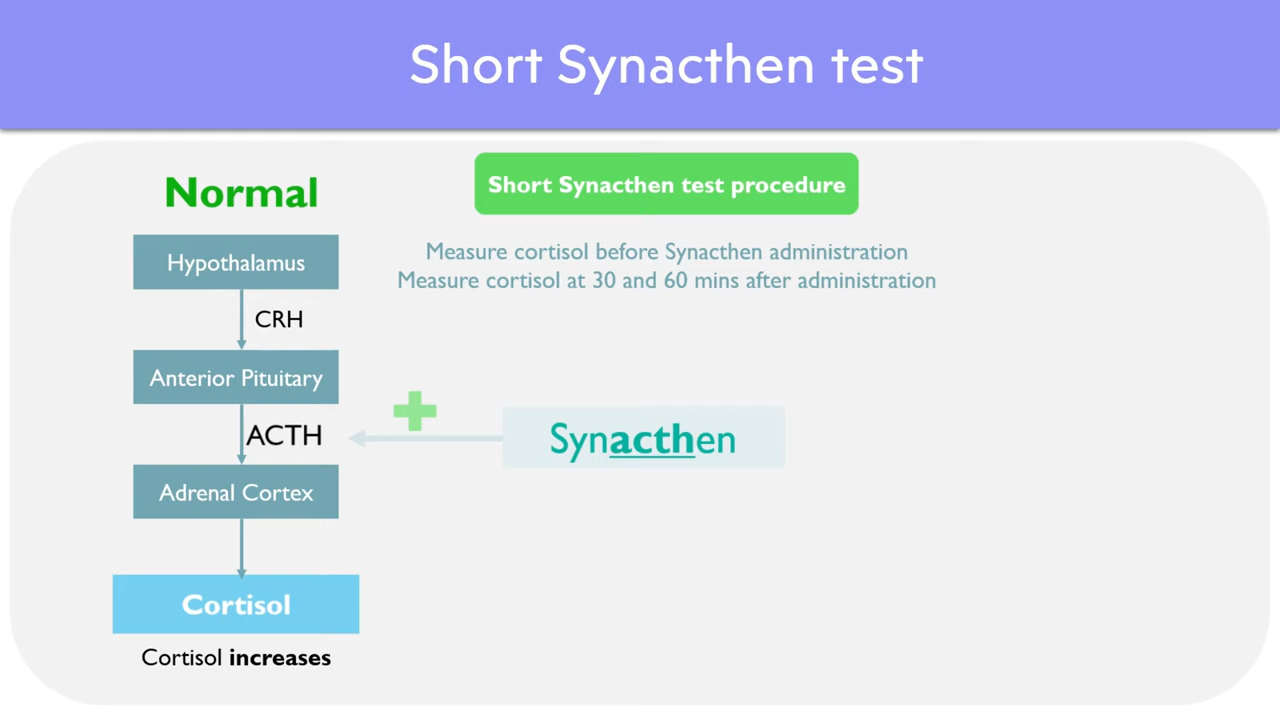 Short Synacthen test
Normal
Hypothalamus
CRH
Anterior Pituitary
ACTH
Adrenal Cortex
Cortisol
Cortisol increases
Short Synacthen test procedure
Measure cortisol before Synacthen administration
Measure cortisol at 30 and 60 mins after administration
Synacthen